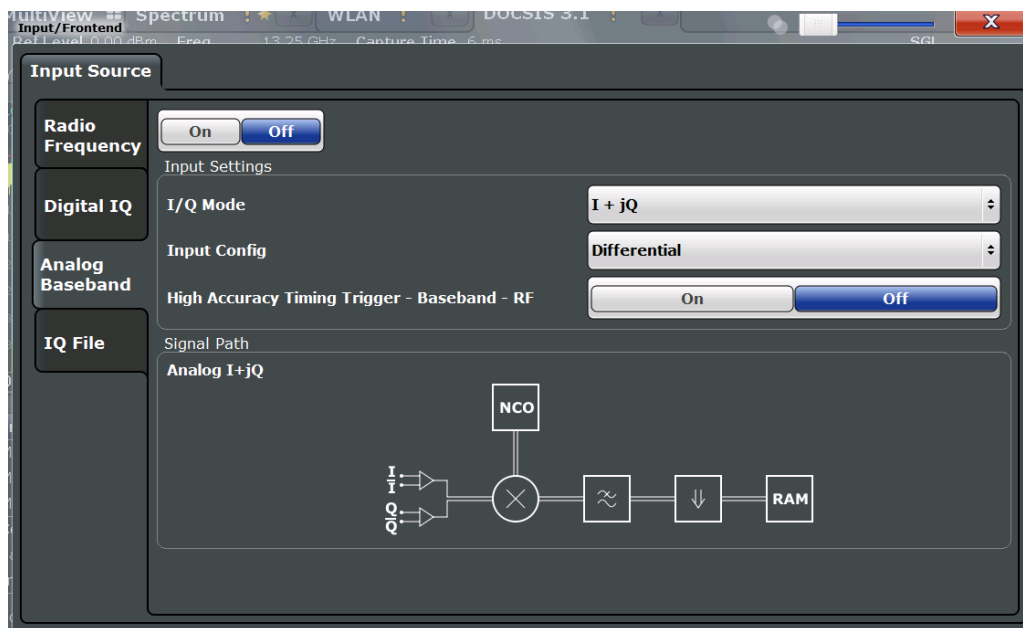 MultiView Spectrum ! X WLAN ! X DOCSIS 3.1 ! X
Input/Frontend X
Ref Level 0.00 dBm Freq 13.25 GHz Capture Time 6 ms SGL
Input Source
Radio
Frequency
On Off
Input Settings
Digital IQ
I/Q Mode I + jQ
Input Config Differential
Analog
Baseband
High Accuracy Timing Trigger - Baseband - RF On Off
IQ File
Signal Path
Analog I+jQ
NCO
I
I
Q
Q
RAM